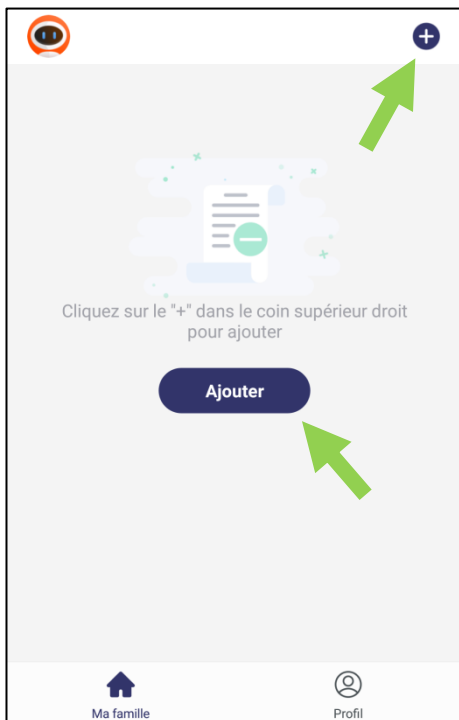 Cliquez sur le "+" dans le coin supérieur droit
pour ajouter
Ajouter
Ma famille
Profil